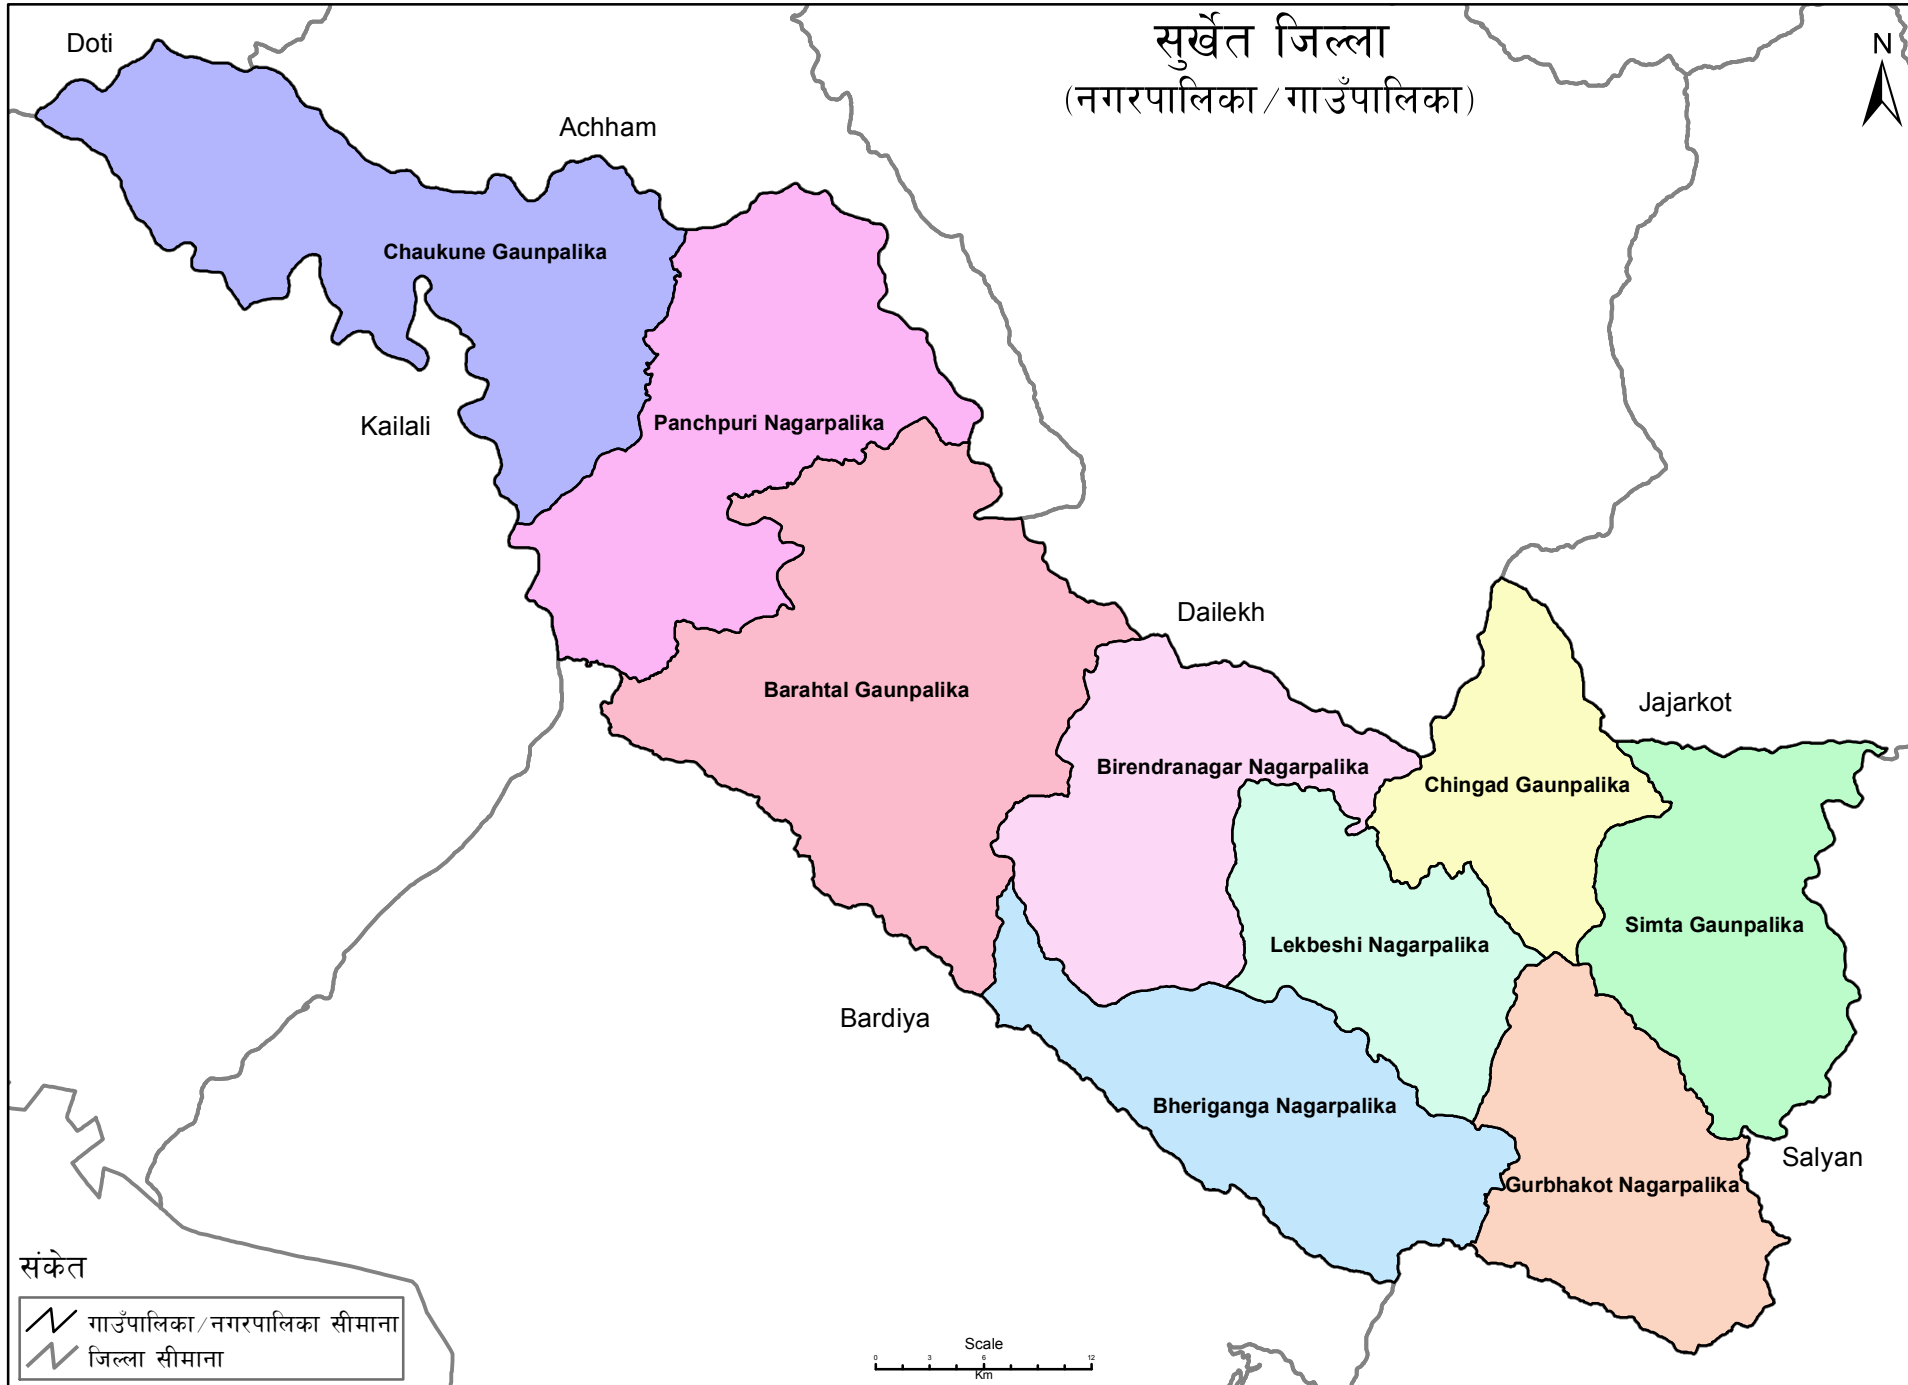 सुर्खेत जिल्ला
(नगरपालिका/गाउँपालिका)
N
Doti
Achham
Chaukune Gaunpalika
Kailali
Panchpuri Nagarpalika
Dailekh
Barahtal Gaunpalika
Jajarkot
Birendranagar Nagarpalika
Chingad Gaunpalika
Simta Gaunpalika
Lekbeshi Nagarpalika
Bardiya
Bheriganga Nagarpalika
Salyan
Gurbhakot Nagarpalika
संकेत
गाउँपालिका/नगरपालिका सीमाना
जिल्ला सीमाना
Scale
0 3 6 12
Km